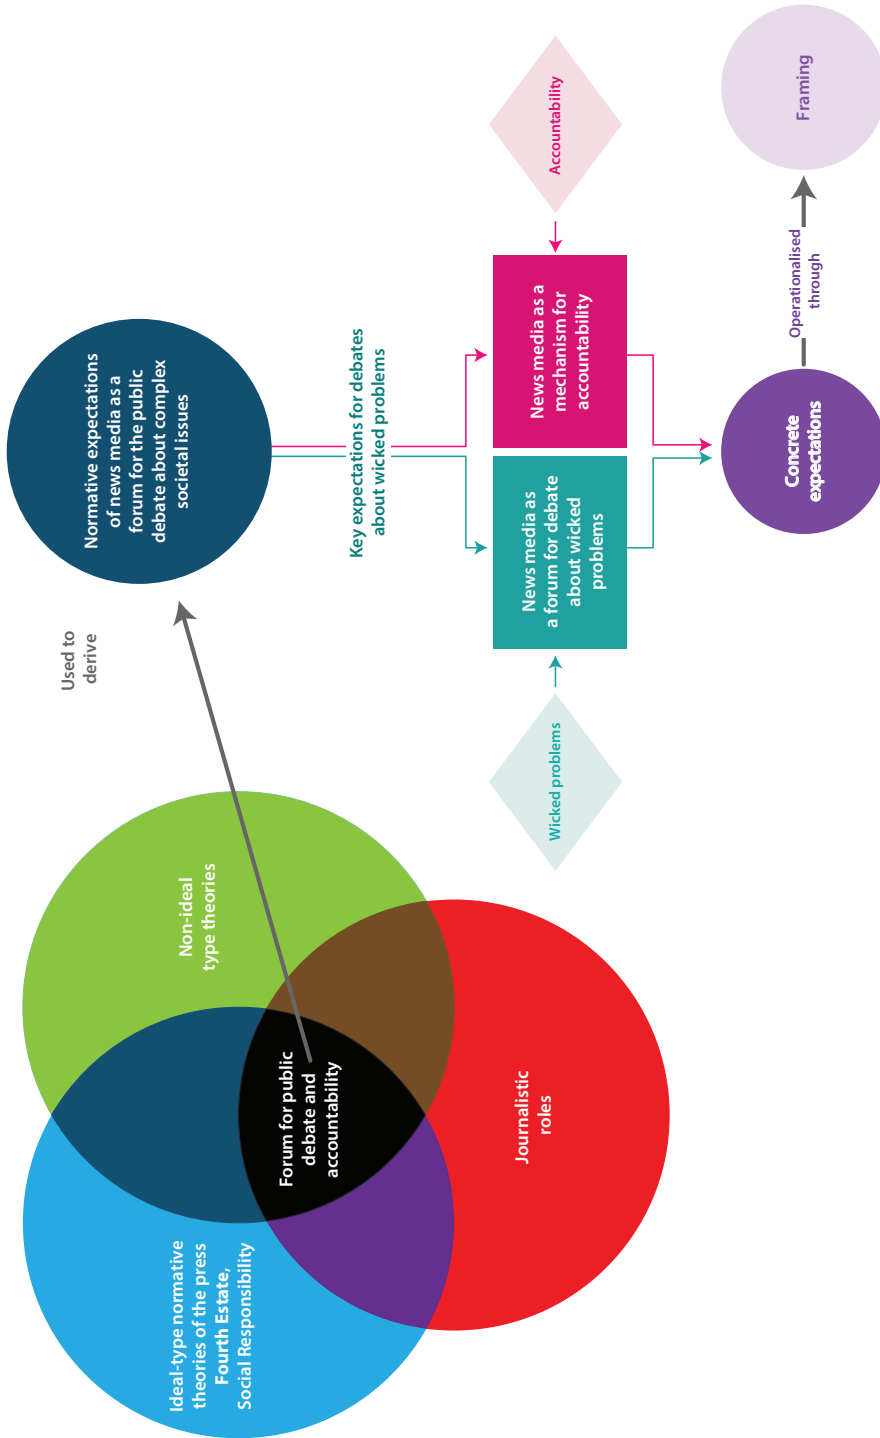 Ideal-type normative
theories of the press
Fourth Estate,
Social Responsibility
Non-ideal
type theories
Forum for public
debate and
accountability
Journalistic
roles
Used to
derive
Normative expectations
of news media as a
forum for the public
debate about complex
societal issues
Key expectations for debates
about wicked problems
Wicked problems
News media as
a forum for debate
about wicked
problems
News media as a
mechanism for
accountability
Accountability
Concrete
expectations
Operationalised
through
Framing